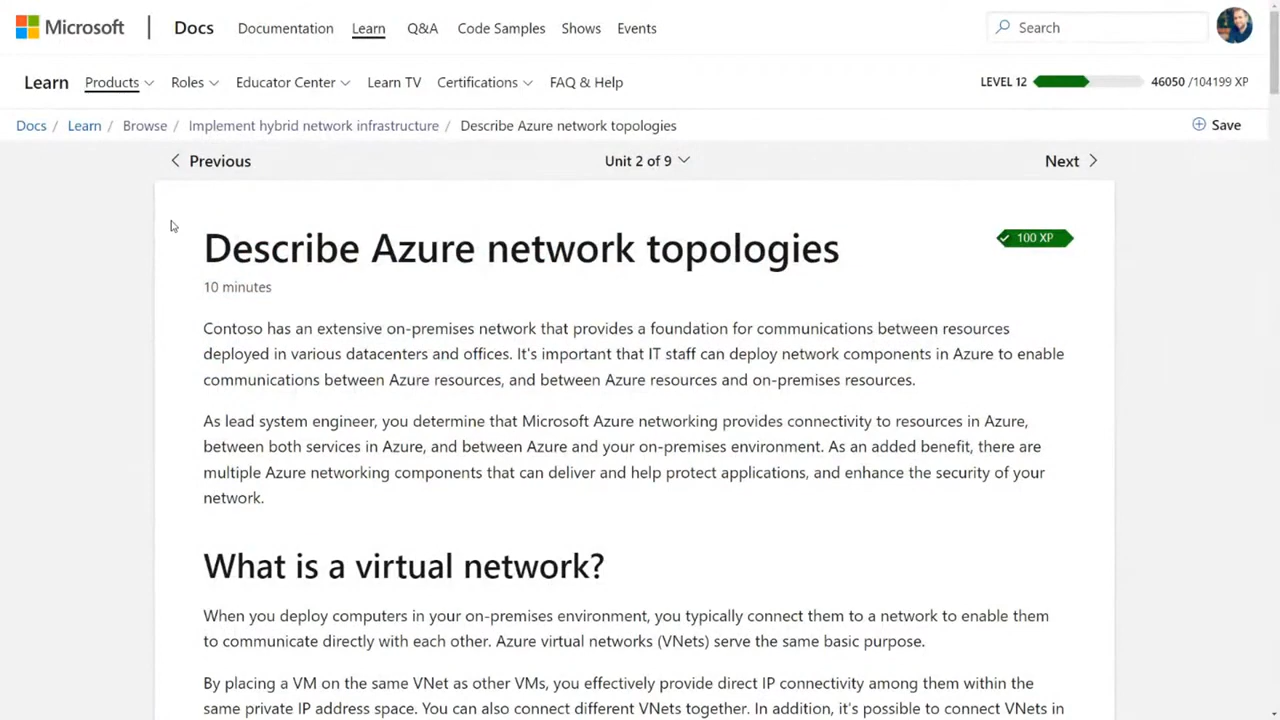 Microsoft | Docs Documentation Learn Q&A Code Samples Shows Events Search
Learn Products Roles Educator Center Learn TV Certifications FAQ & Help LEVEL 12 46050 /104199 XP
Docs / Learn / Browse / Implement hybrid network infrastructure / Describe Azure network topologies Save
Previous Unit 2 of 9 Next
Describe Azure network topologies
100 XP
10 minutes
Contoso has an extensive on-premises network that provides a foundation for communications between resources
deployed in various datacenters and offices. It's important that IT staff can deploy network components in Azure to enable
communications between Azure resources, and between Azure resources and on-premises resources.
As lead system engineer, you determine that Microsoft Azure networking provides connectivity to resources in Azure,
between both services in Azure, and between Azure and your on-premises environment. As an added benefit, there are
multiple Azure networking components that can deliver and help protect applications, and enhance the security of your
network.
What is a virtual network?
When you deploy computers in your on-premises environment, you typically connect them to a network to enable them
to communicate directly with each other. Azure virtual networks (VNets) serve the same basic purpose.
By placing a VM on the same VNet as other VMs, you effectively provide direct IP connectivity among them within the
same private IP address space. You can also connect different VNets together. In addition, it's possible to connect VNets in